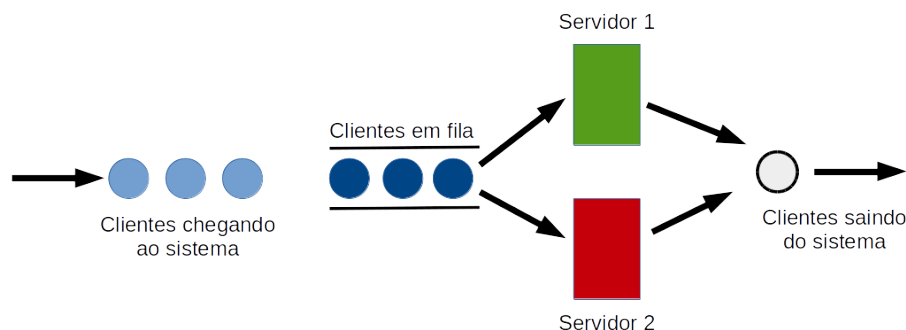 Servidor 1
Clientes em fila
Clientes chegando
ao sistema
Clientes saindo
do sistema
Servidor 2